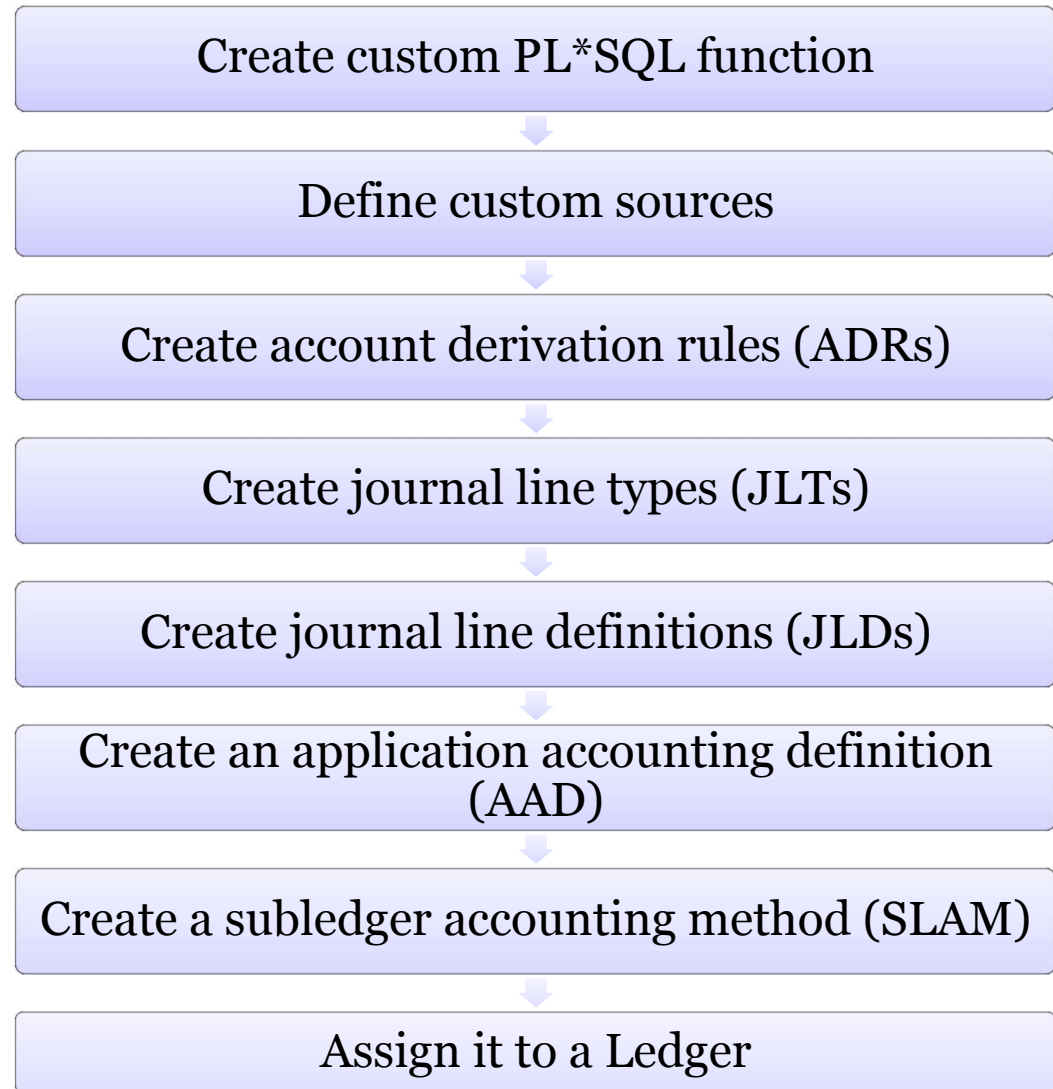 Create custom PL*SQL function
Define custom sources
Create account derivation rules (ADRs)
Create journal line types (JLTs)
Create journal line definitions (JLDs)
Create an application accounting definition
(AAD)
Create a subledger accounting method (SLAM)
Assign it to a Ledger